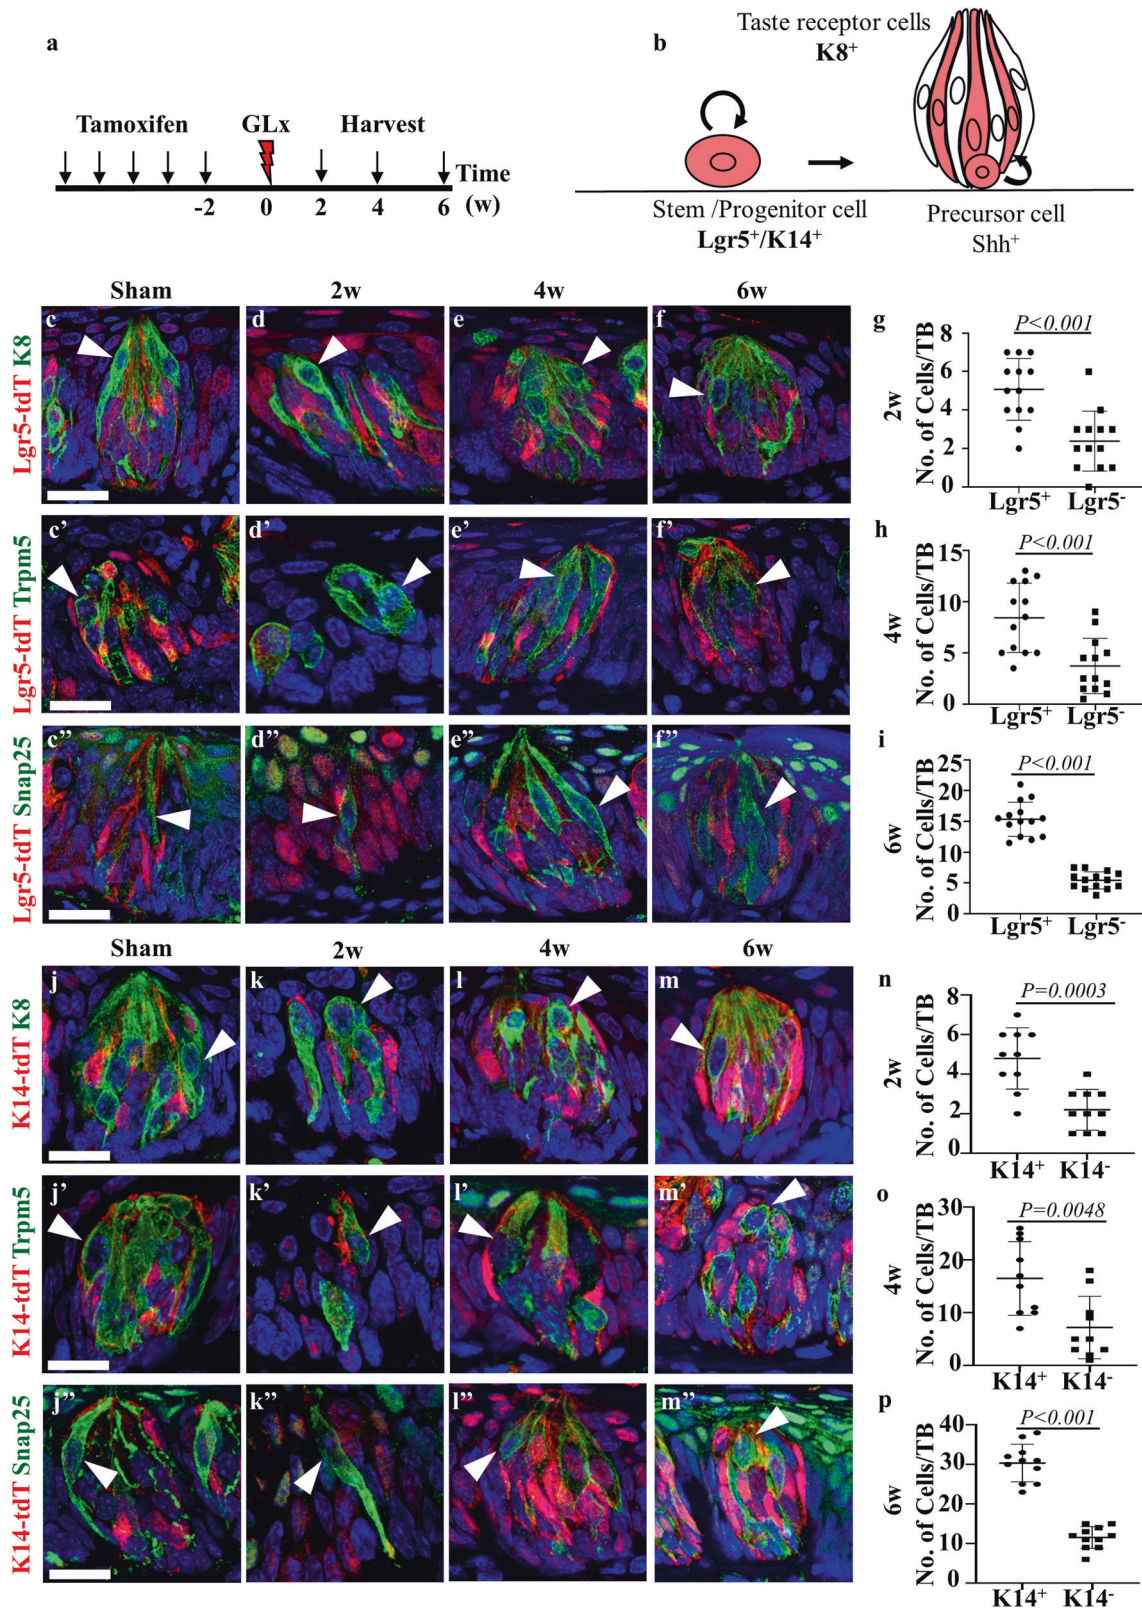 a
Tamoxifen
GLx
Harvest
Time
(w)
-2
0
2
4
6
b
Taste receptor cells
K8⁺
Stem /Progenitor cell
Lgr5⁺/K14⁺
Precursor cell
Shh⁺
Sham
2w
4w
6w
Lgr5-tdT K8
c
d
e
f
Lgr5-tdT Trpm5
c'
d'
e'
f'
Lgr5-tdT Snap25
c''
d''
e''
f''
g
P<0.001
2w
No. of Cells/TB
8
6
4
2
0
Lgr5⁺
Lgr5⁻
h
P<0.001
4w
No. of Cells/TB
15
10
5
0
Lgr5⁺
Lgr5⁻
i
P<0.001
6w
No. of Cells/TB
25
20
15
10
5
0
Lgr5⁺
Lgr5⁻
Sham
2w
4w
6w
K14-tdT K8
j
k
l
m
K14-tdT Trpm5
j'
k'
l'
m'
K14-tdT Snap25
j''
k''
l''
m''
n
P=0.0003
2w
No. of Cells/TB
8
6
4
2
0
K14⁺
K14⁻
o
P=0.0048
4w
No. of Cells/TB
30
20
10
0
K14⁺
K14⁻
p
P<0.001
6w
No. of Cells/TB
40
30
20
10
0
K14⁺
K14⁻